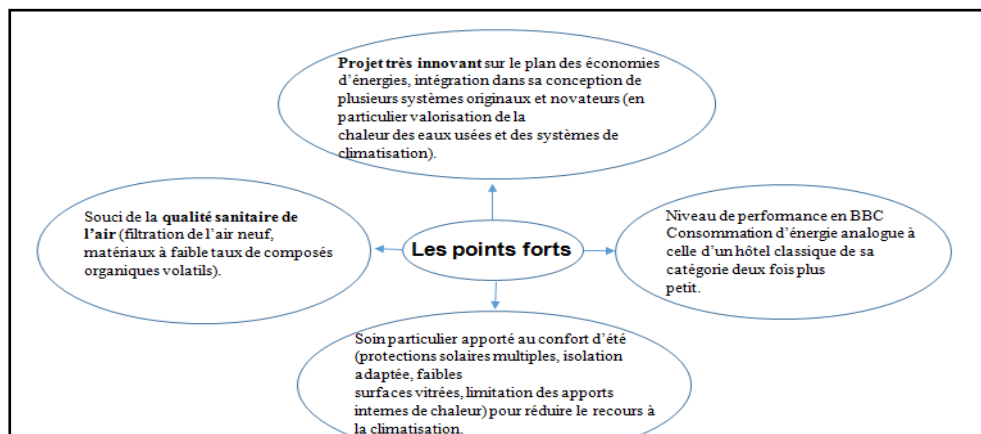 Projet très innovant sur le plan des économies
d'énergies, intégration dans sa conception de
plusieurs systèmes originaux et novateurs (en
particulier valorisation de la
chaleur des eaux usées et des systèmes de
climatisation).
Souci de la qualité sanitaire de
l'air (filtration de l'air neuf,
matériaux à faible taux de composés
organiques volatils).
Les points forts
Niveau de performance en BBC
Consommation d'énergie analogue à
celle d'un hôtel classique de sa
catégorie deux fois plus
petit.
Soin particulier apporté au confort d'été
(protections solaires multiples, isolation
adaptée, faibles
surfaces vitrées, limitation des apports
internes de chaleur) pour réduire le recours à
la climatisation.